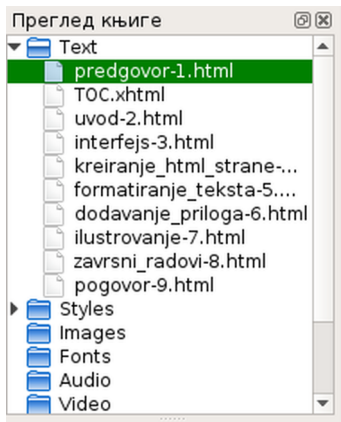 Преглед књиге
Text
predgovor-1.html
TOC.xhtml
uvod-2.html
interfejs-3.html
kreiranje_html_strane-...
formatiranje_teksta-5....
dodavanje_priloga-6.html
ilustrovanje-7.html
zavrsni_radovi-8.html
pogovor-9.html
Styles
Images
Fonts
Audio
Video